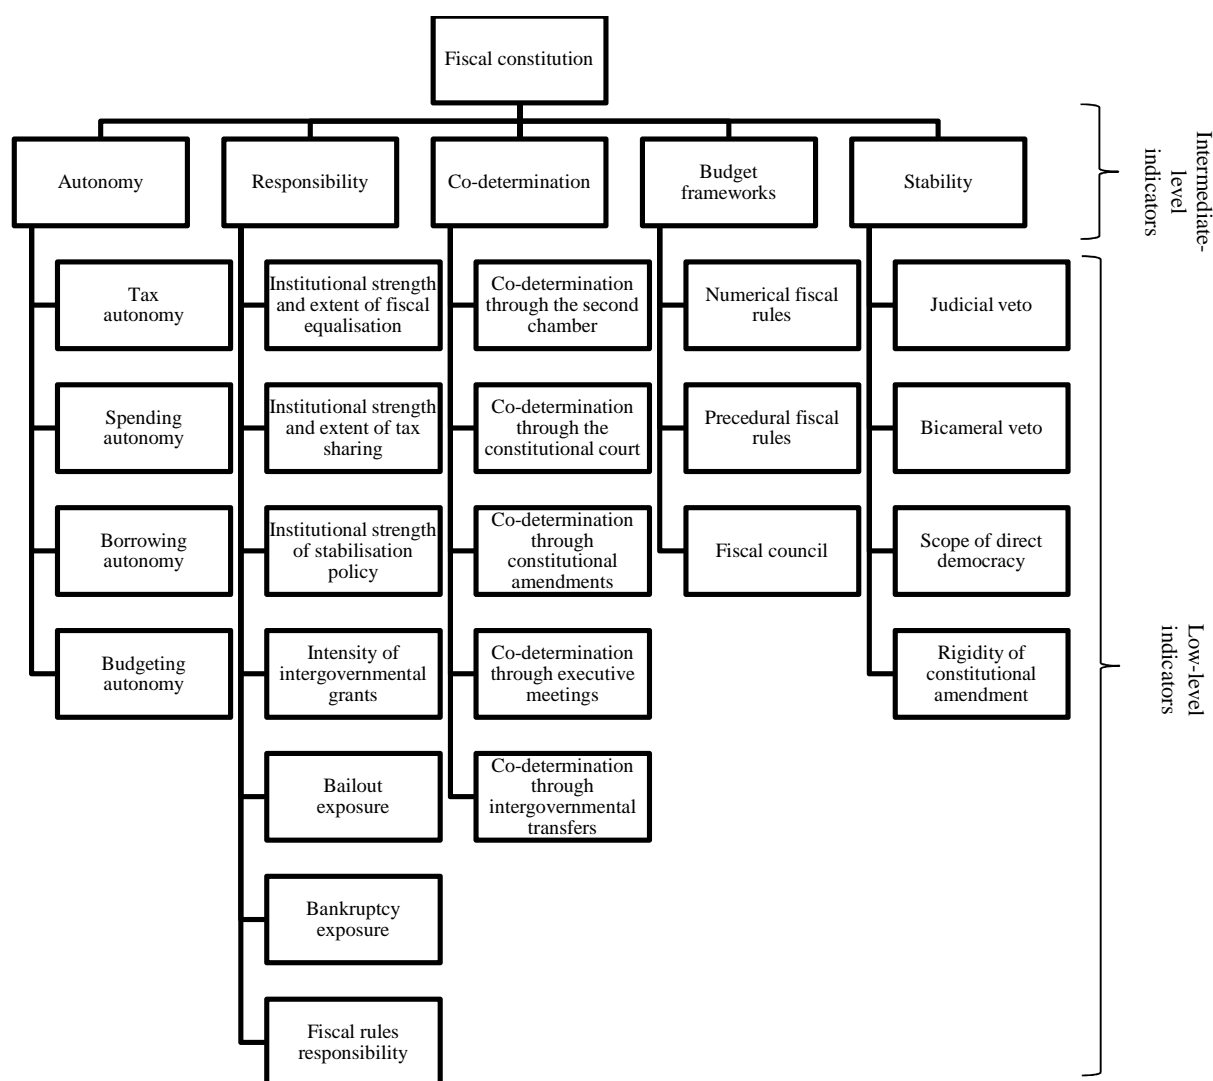 Fiscal constitution
Autonomy
Responsibility
Co-determination
Budget
frameworks
Stability
Intermediate-
level
indicators
Tax
autonomy
Institutional strength
and extent of fiscal
equalisation
Co-determination
through the second
chamber
Numerical fiscal
rules
Judicial veto
Spending
autonomy
Institutional strength
and extent of tax
sharing
Co-determination
through the
constitutional court
Precedural fiscal
rules
Bicameral veto
Borrowing
autonomy
Institutional strength
of stabilisation
policy
Co-determination
through
constitutional
amendments
Fiscal council
Scope of direct
democracy
Budgeting
autonomy
Intensity of
intergovernmental
grants
Co-determination
through executive
meetings
Rigidity of
constitutional
amendment
Low-level
indicators
Bailout
exposure
Co-determination
through
intergovernmental
transfers
Bankruptcy
exposure
Fiscal rules
responsibility